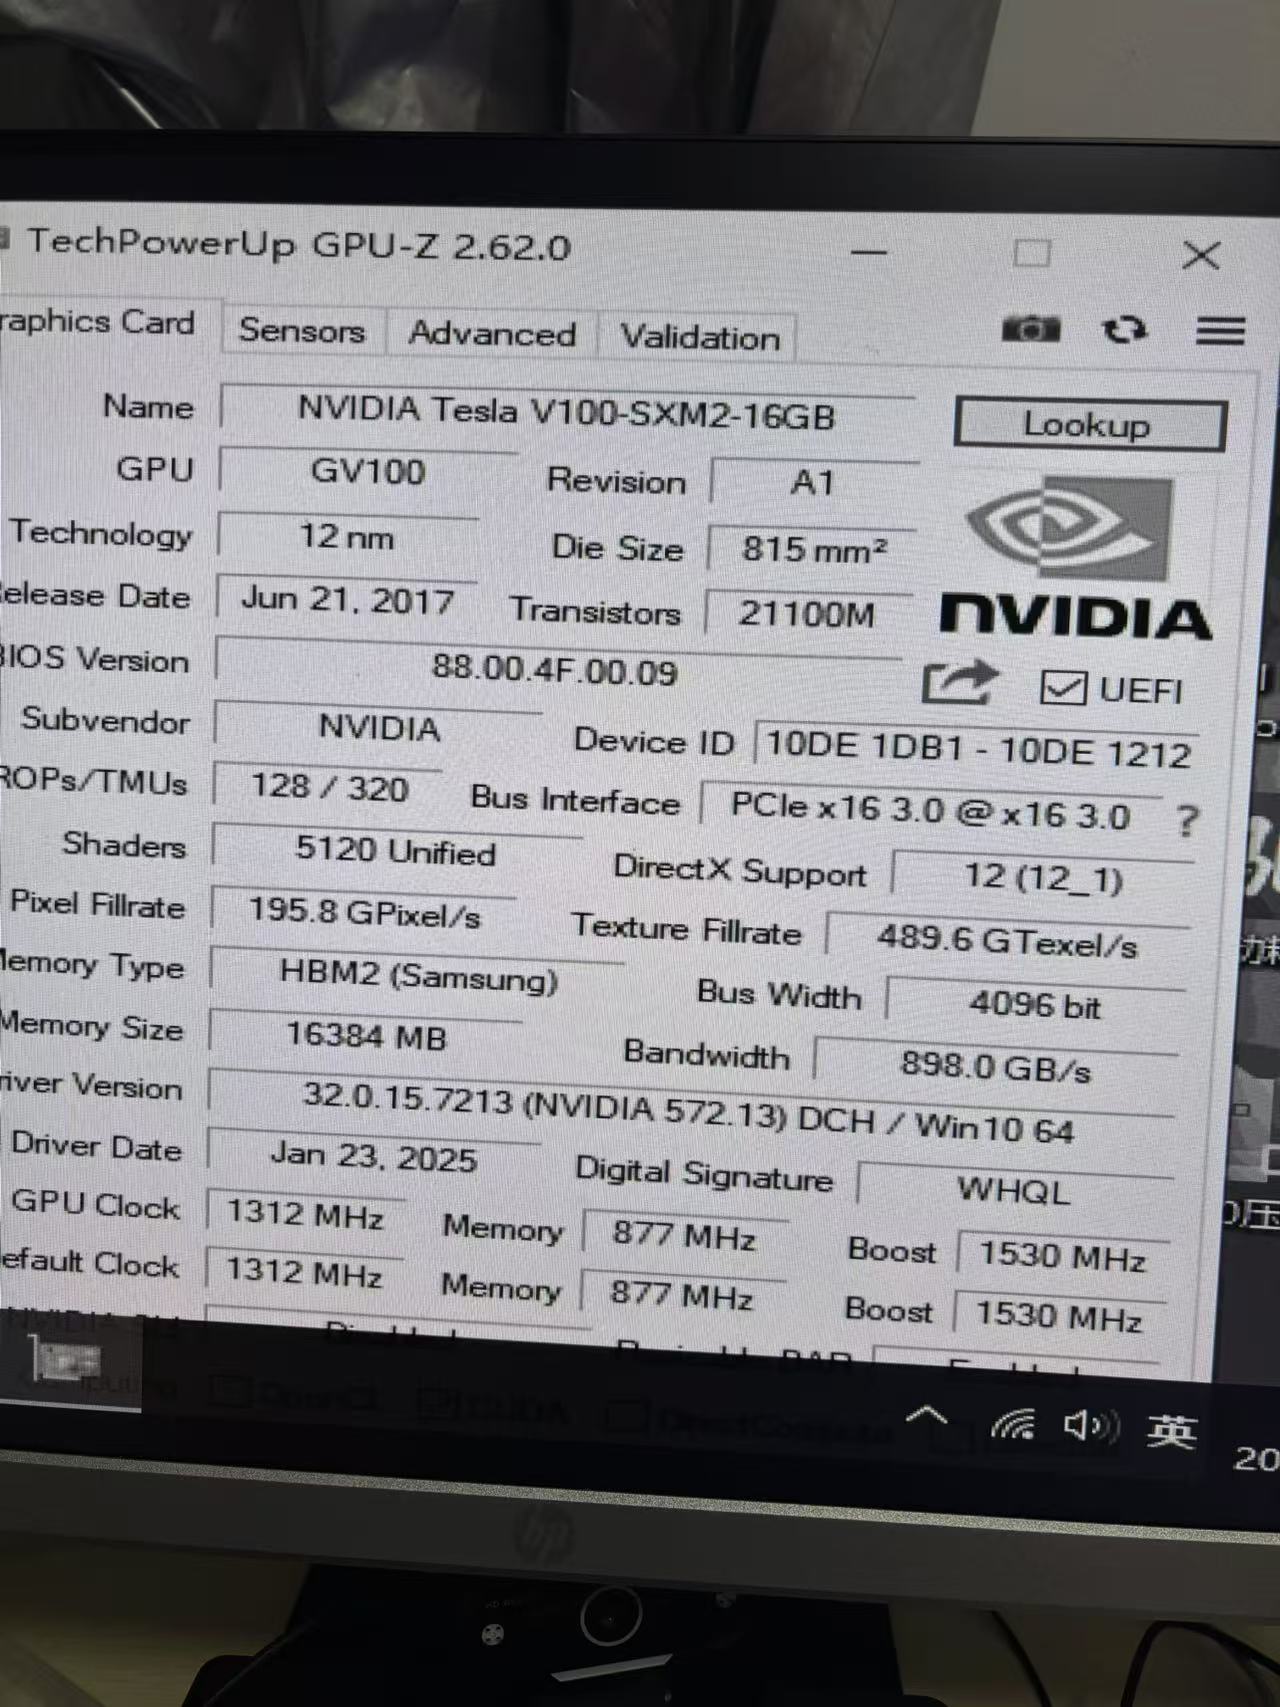 TechPowerUp GPU-Z 2.62.0
raphics Card Sensors Advanced Validation
Name NVIDIA Tesla V100-SXM2-16GB Lookup
GPU GV100 Revision A1
Technology 12 nm Die Size 815 mm²
elease Date Jun 21, 2017 Transistors 21100M
NVIDIA
BIOS Version 88.00.4F.00.09 UEFI
Subvendor NVIDIA Device ID 10DE 1DB1 - 10DE 1212
ROPs/TMUs 128 / 320 Bus Interface PCIe x16 3.0 @ x16 3.0 ?
Shaders 5120 Unified DirectX Support 12 (12_1)
Pixel Fillrate 195.8 GPixel/s Texture Fillrate 489.6 GTexel/s
Memory Type HBM2 (Samsung) Bus Width 4096 bit
Memory Size 16384 MB Bandwidth 898.0 GB/s
river Version 32.0.15.7213 (NVIDIA 572.13) DCH / Win10 64
Driver Date Jan 23, 2025 Digital Signature WHQL
GPU Clock 1312 MHz Memory 877 MHz Boost 1530 MHz
efault Clock 1312 MHz Memory 877 MHz Boost 1530 MHz
英
20
hp